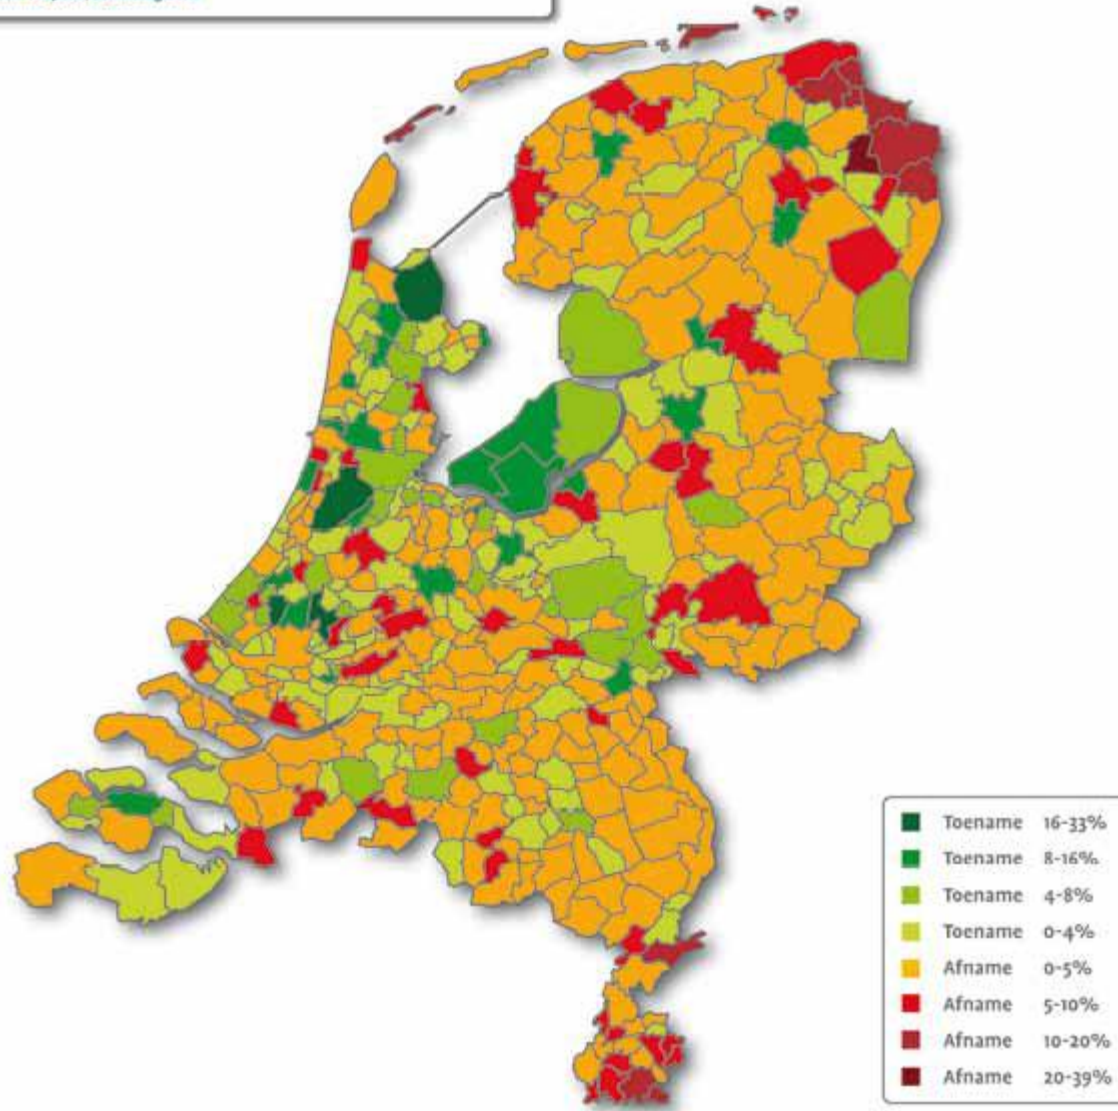 Toename 16-33%
Toename 8-16%
Toename 4-8%
Toename 0-4%
Afname 0-5%
Afname 5-10%
Afname 10-20%
Afname 20-39%